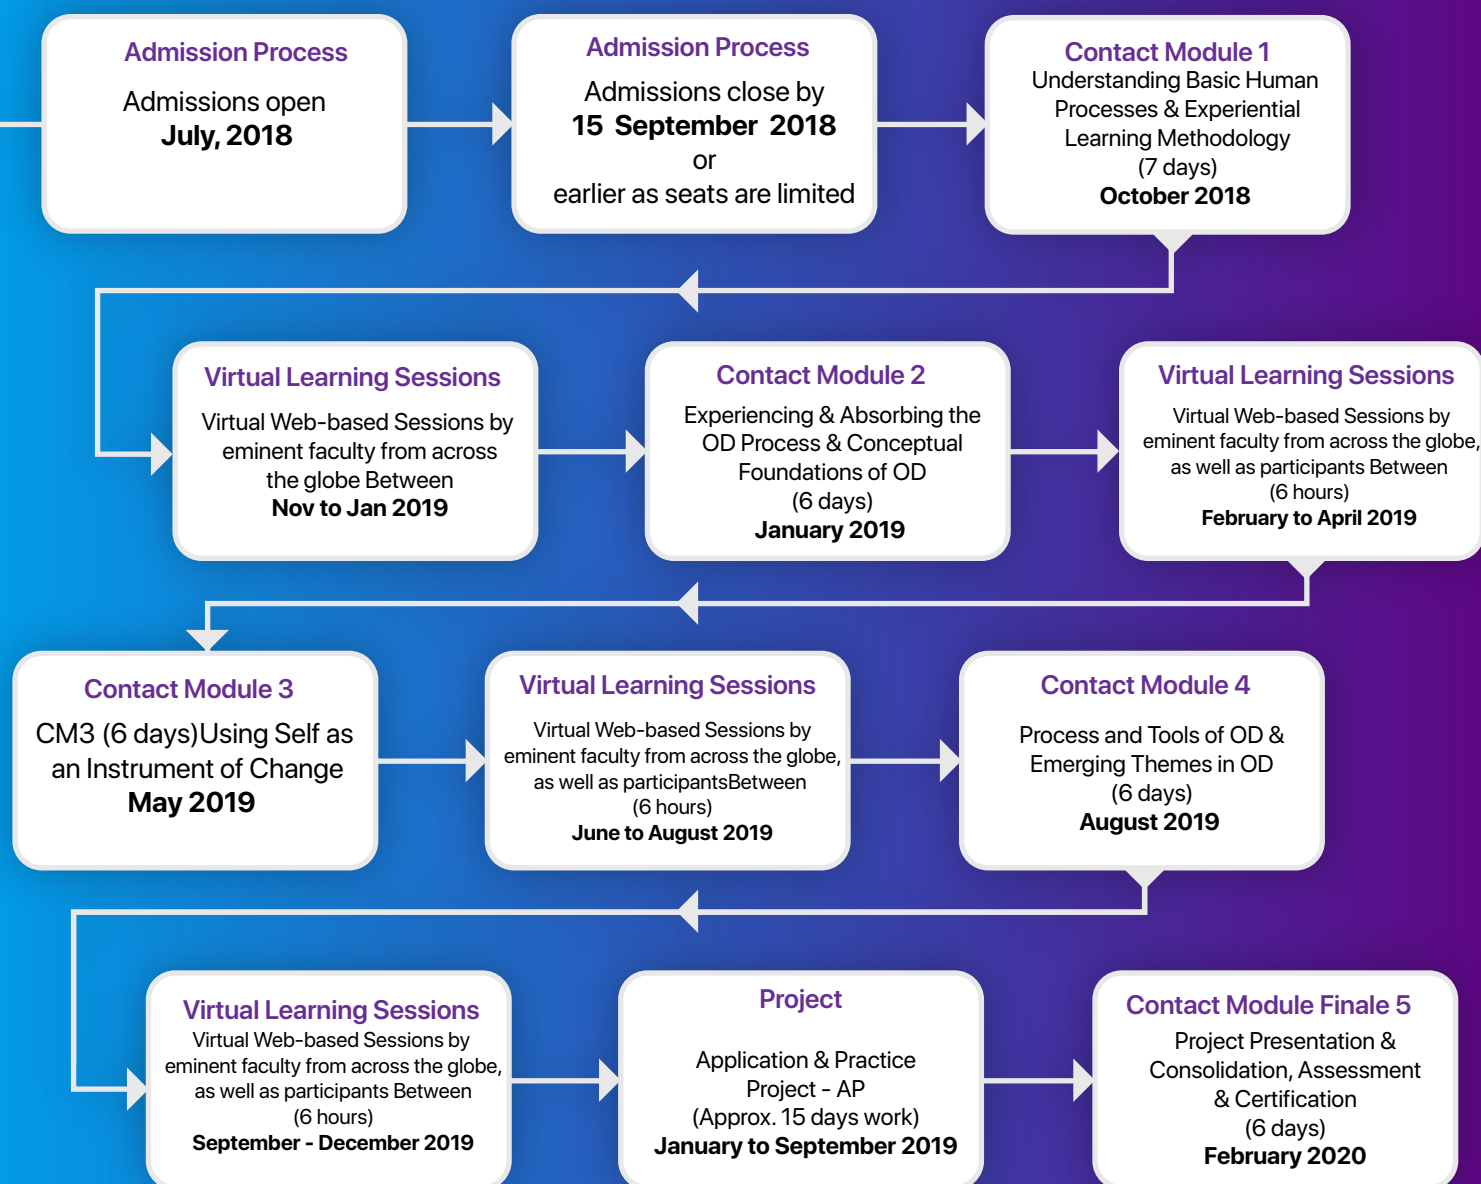 Admission Process
Admissions open
July, 2018
Admission Process
Admissions close by
15 September 2018
or
earlier as seats are limited
Contact Module 1
Understanding Basic Human
Processes & Experiential
Learning Methodology
(7 days)
October 2018
Virtual Learning Sessions
Virtual Web-based Sessions by
eminent faculty from across
the globe Between
Nov to Jan 2019
Contact Module 2
Experiencing & Absorbing the
OD Process & Conceptual
Foundations of OD
(6 days)
January 2019
Virtual Learning Sessions
Virtual Web-based Sessions by
eminent faculty from across the globe,
as well as participants Between
(6 hours)
February to April 2019
Contact Module 3
CM3 (6 days)Using Self as
an Instrument of Change
May 2019
Virtual Learning Sessions
Virtual Web-based Sessions by
eminent faculty from across the globe,
as well as participantsBetween
(6 hours)
June to August 2019
Contact Module 4
Process and Tools of OD &
Emerging Themes in OD
(6 days)
August 2019
Virtual Learning Sessions
Virtual Web-based Sessions by
eminent faculty from across the globe,
as well as participants Between
(6 hours)
September - December 2019
Project
Application & Practice
Project - AP
(Approx. 15 days work)
January to September 2019
Contact Module Finale 5
Project Presentation &
Consolidation, Assessment
& Certification
(6 days)
February 2020